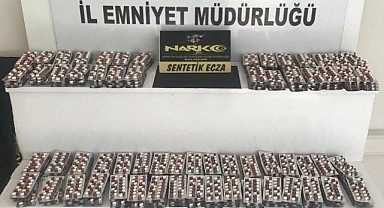 İL EMNİYET MÜDÜRLÜĞÜ
NARKO
SENTETİK ECZA